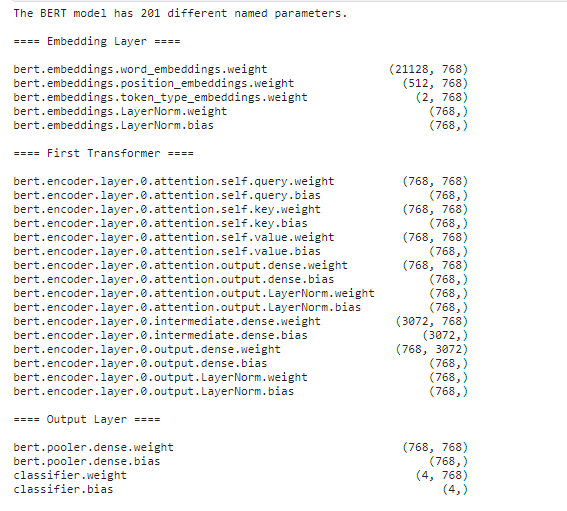 The BERT model has 201 different named parameters.
==== Embedding Layer ====
bert.embeddings.word_embeddings.weight (21128, 768)
bert.embeddings.position_embeddings.weight (512, 768)
bert.embeddings.token_type_embeddings.weight (2, 768)
bert.embeddings.LayerNorm.weight (768,)
bert.embeddings.LayerNorm.bias (768,)
==== First Transformer ====
bert.encoder.layer.0.attention.self.query.weight (768, 768)
bert.encoder.layer.0.attention.self.query.bias (768,)
bert.encoder.layer.0.attention.self.key.weight (768, 768)
bert.encoder.layer.0.attention.self.key.bias (768,)
bert.encoder.layer.0.attention.self.value.weight (768, 768)
bert.encoder.layer.0.attention.self.value.bias (768,)
bert.encoder.layer.0.attention.output.dense.weight (768, 768)
bert.encoder.layer.0.attention.output.dense.bias (768,)
bert.encoder.layer.0.attention.output.LayerNorm.weight (768,)
bert.encoder.layer.0.attention.output.LayerNorm.bias (768,)
bert.encoder.layer.0.intermediate.dense.weight (3072, 768)
bert.encoder.layer.0.intermediate.dense.bias (3072,)
bert.encoder.layer.0.output.dense.weight (768, 3072)
bert.encoder.layer.0.output.dense.bias (768,)
bert.encoder.layer.0.output.LayerNorm.weight (768,)
bert.encoder.layer.0.output.LayerNorm.bias (768,)
==== Output Layer ====
bert.pooler.dense.weight (768, 768)
bert.pooler.dense.bias (768,)
classifier.weight (4, 768)
classifier.bias (4,)